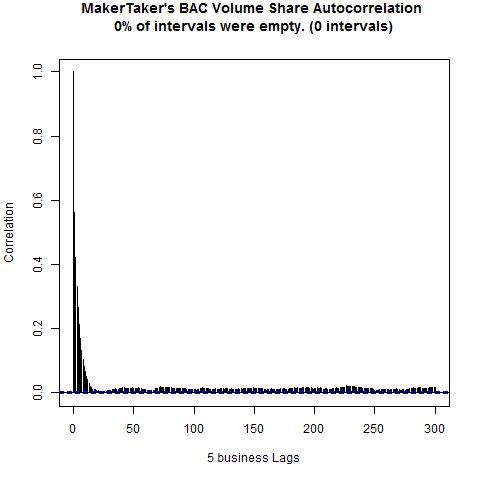 MakerTaker's BAC Volume Share Autocorrelation
0% of intervals were empty. (0 intervals)
Correlation
1.0
0.8
0.6
0.4
0.2
0.0
0 50 100 150 200 250 300
5 business Lags